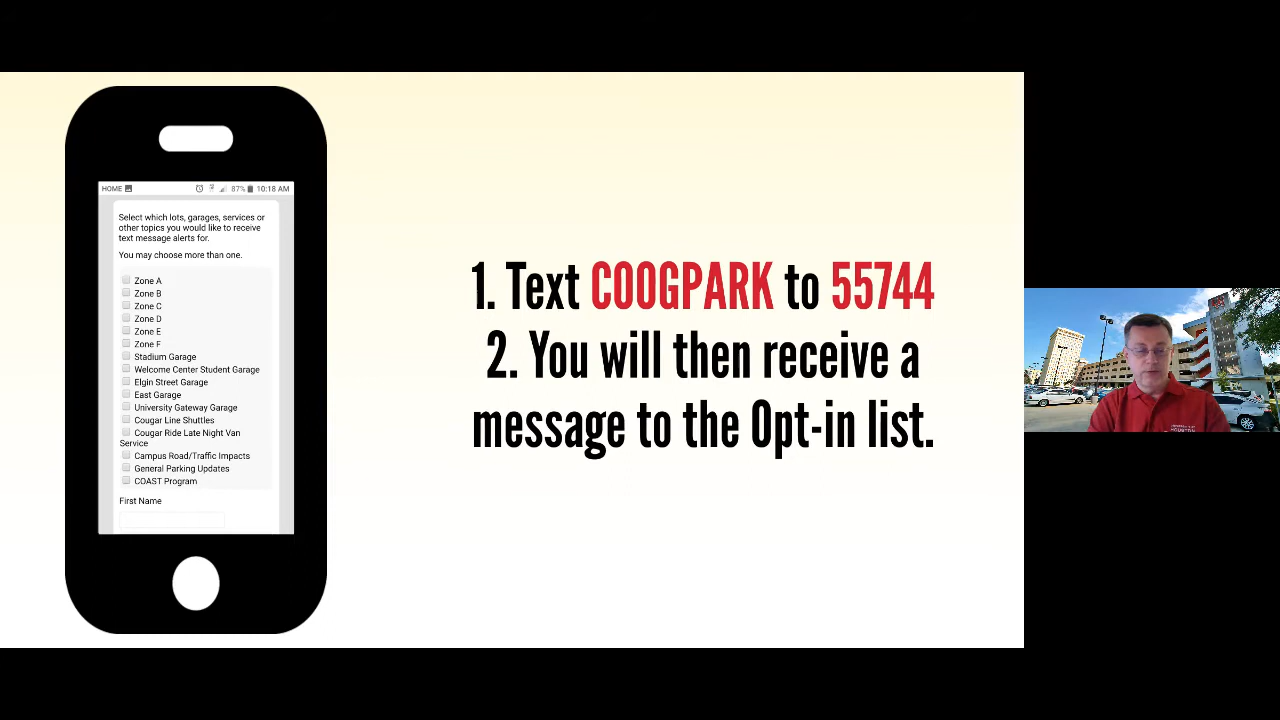 HOME 87% 10:18 AM
Select which lots, garages, services or
other topics you would like to receive
text message alerts for.
You may choose more than one.
Zone A
Zone B
Zone C
Zone D
Zone E
Zone F
Stadium Garage
Welcome Center Student Garage
Elgin Street Garage
East Garage
University Gateway Garage
Cougar Line Shuttles
Cougar Ride Late Night Van
Service
Campus Road/Traffic Impacts
General Parking Updates
COAST Program
First Name
1. Text COOGPARK to 55744
2. You will then receive a
message to the Opt-in list.
HOUSTON